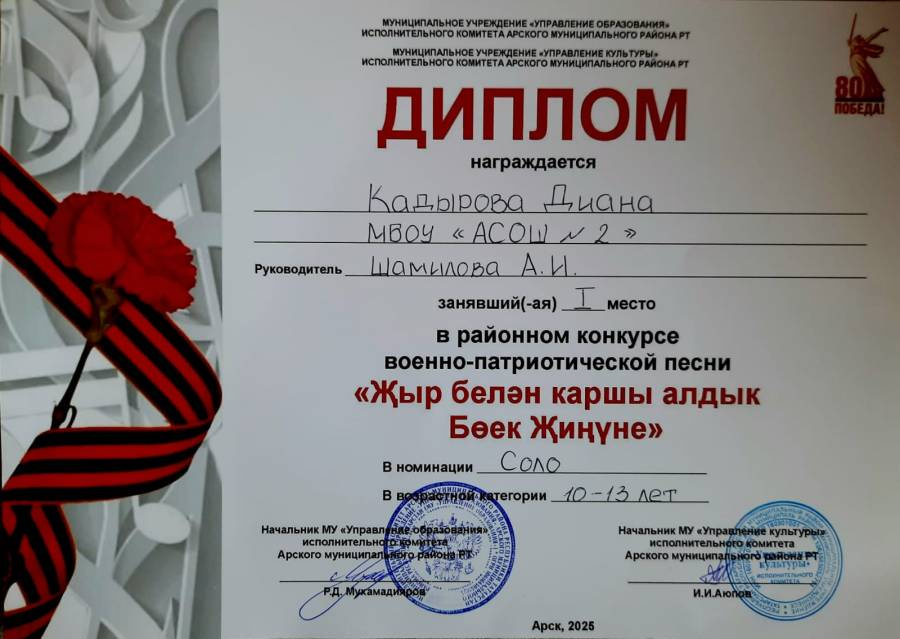 МУНИЦИПАЛЬНОЕ УЧРЕЖДЕНИЕ «УПРАВЛЕНИЕ ОБРАЗОВАНИЯ»
ИСПОЛНИТЕЛЬНОГО КОМИТЕТА АРСКОГО МУНИЦИПАЛЬНОГО РАЙОНА РТ
МУНИЦИПАЛЬНОЕ УЧРЕЖДЕНИЕ «УПРАВЛЕНИЕ КУЛЬТУРЫ»
ИСПОЛНИТЕЛЬНОГО КОМИТЕТА АРСКОГО МУНИЦИПАЛЬНОГО РАЙОНА РТ
80
ПОБЕДА!
ДИПЛОМ
награждается
Кадырова Диана
МБОУ «АСОШ №2»
Руководитель Шамилова А.И.
занявший(-ая) I место
в районном конкурсе
военно-патриотической песни
«Җыр белән каршы алдык
Бөек Җиңүне»
В номинации Соло
В возрастной категории 10-13 лет
Начальник МУ «Управление образования»
исполнительного комитета
Арского муниципального района РТ
Р.Д. Мухамадияров
Начальник МУ «Управление культуры»
исполнительного комитета
Арского муниципального района РТ
И.И.Аюпов
Арск, 2025